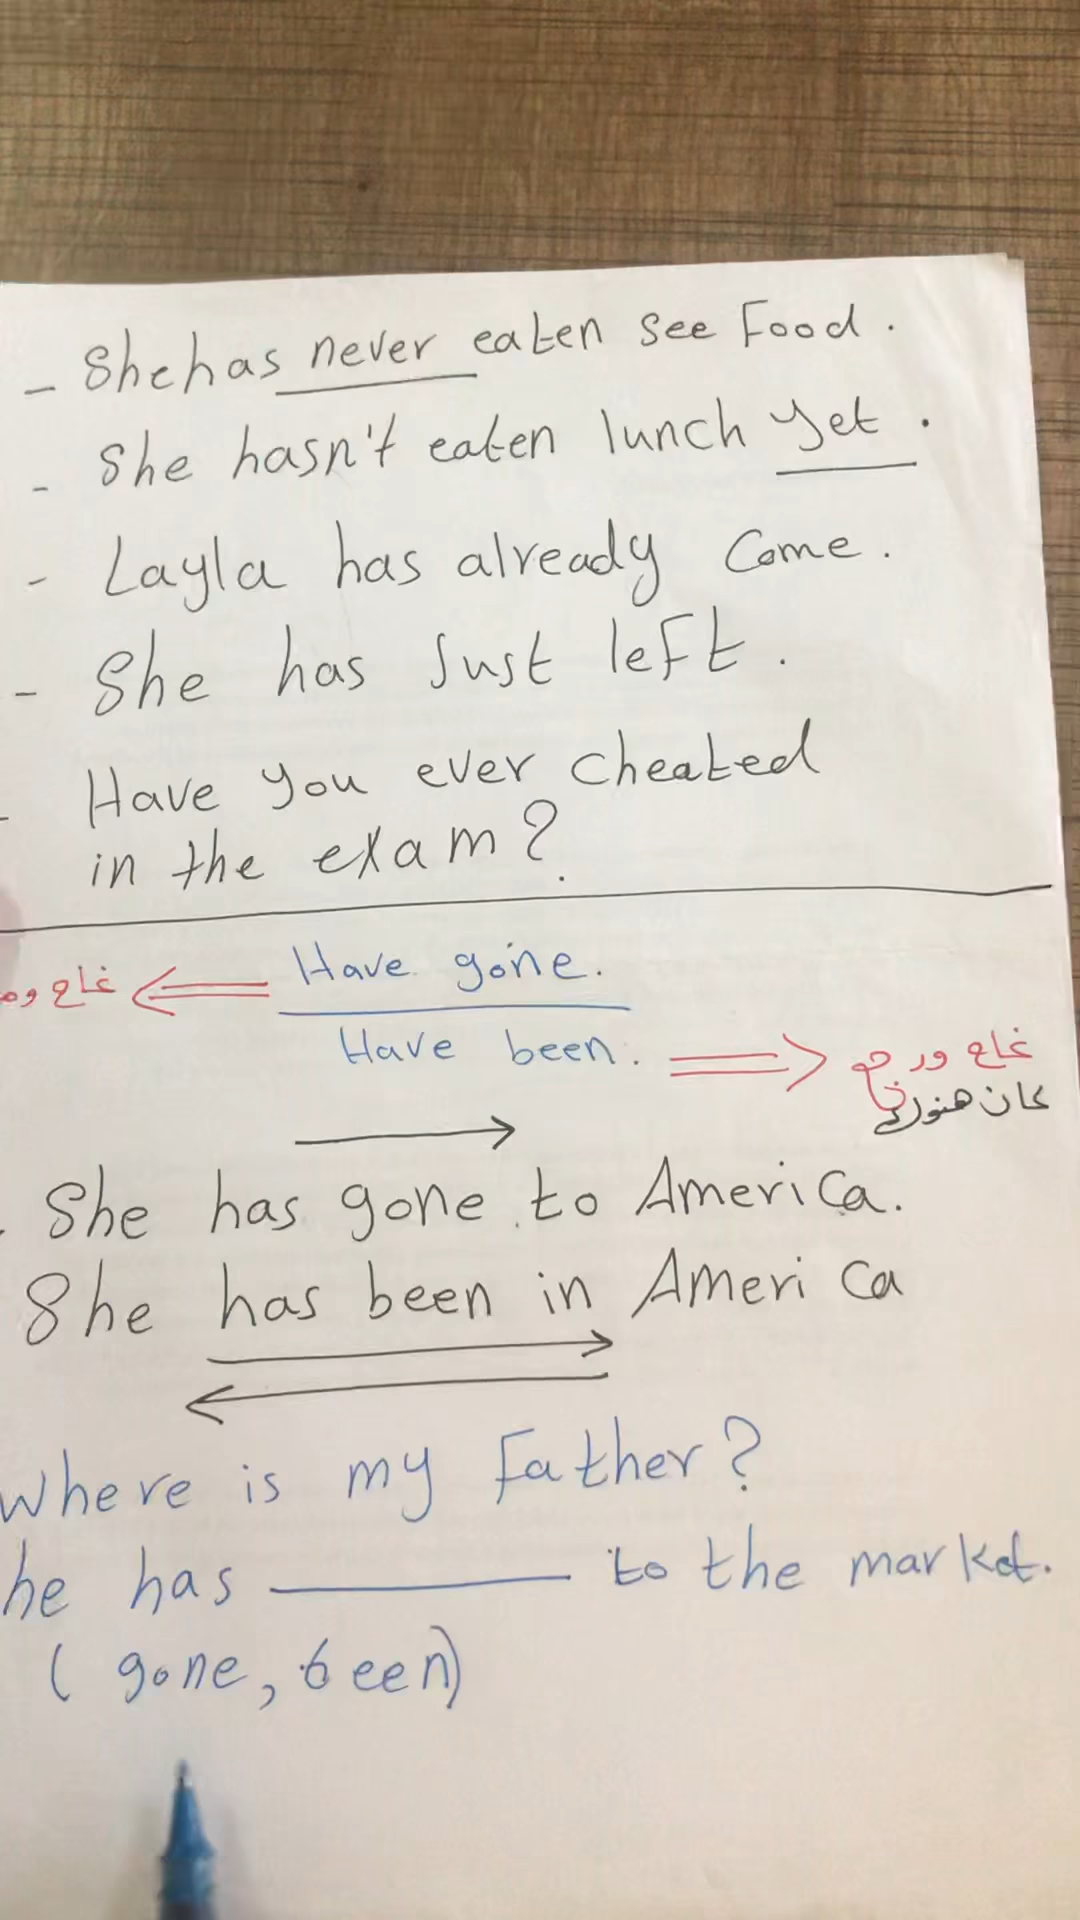 - She has never eaten see Food.
- She hasn't eaten lunch yet.
- Layla has already Come.
- She has Just left.
- Have you ever cheated
in the exam?
Have gone.
Have been.
She has gone to America.
She has been in America
Where is my Father?
he has ______ to the market.
( gone, been)